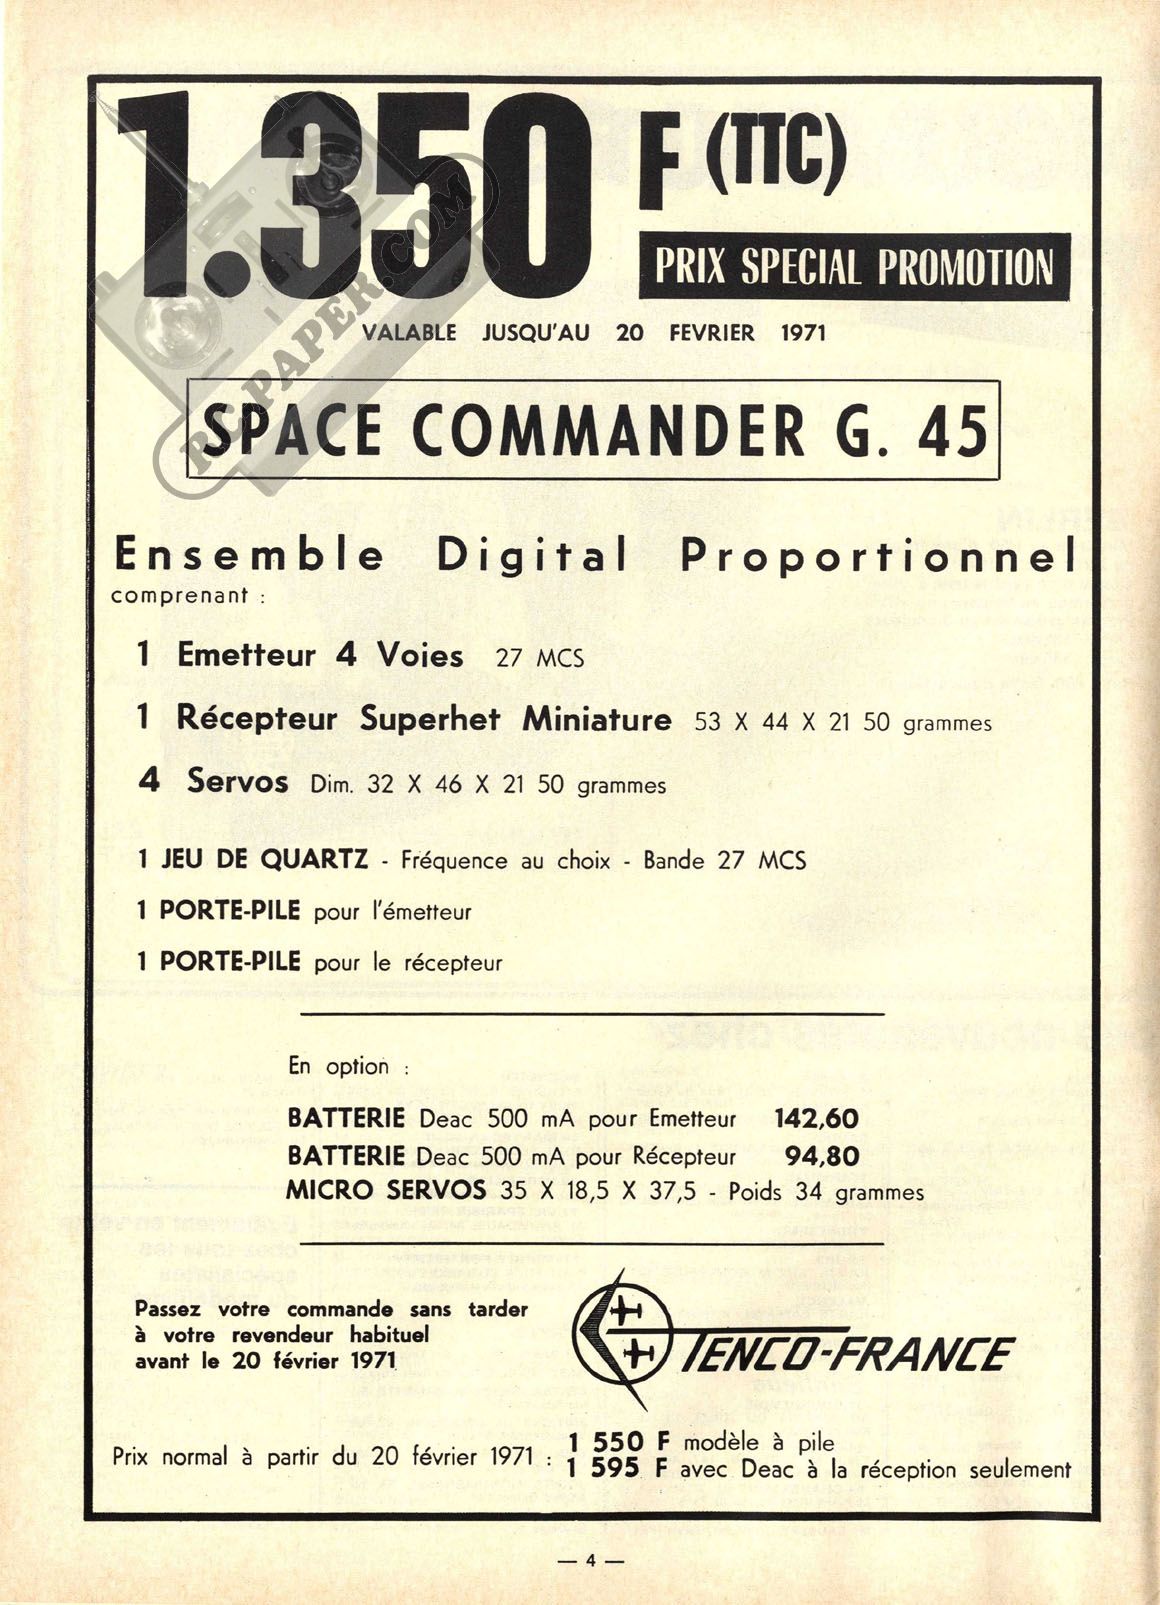 1.350 F (TTC)
PRIX SPECIAL PROMOTION
VALABLE JUSQU'AU 20 FEVRIER 1971
RC-PAPER.COM
SPACE COMMANDER G. 45
Ensemble Digital Proportionnel
comprenant :
1 Emetteur 4 Voies 27 MCS
1 Récepteur Superhet Miniature 53 X 44 X 21 50 grammes
4 Servos Dim. 32 X 46 X 21 50 grammes
1 JEU DE QUARTZ - Fréquence au choix - Bande 27 MCS
1 PORTE-PILE pour l'émetteur
1 PORTE-PILE pour le récepteur
En option :
BATTERIE Deac 500 mA pour Emetteur 142,60
BATTERIE Deac 500 mA pour Récepteur 94,80
MICRO SERVOS 35 X 18,5 X 37,5 - Poids 34 grammes
Passez votre commande sans tarder
à votre revendeur habituel
avant le 20 février 1971
TENCO-FRANCE
Prix normal à partir du 20 février 1971 :
1 550 F modèle à pile
1 595 F avec Deac à la réception seulement
— 4 —